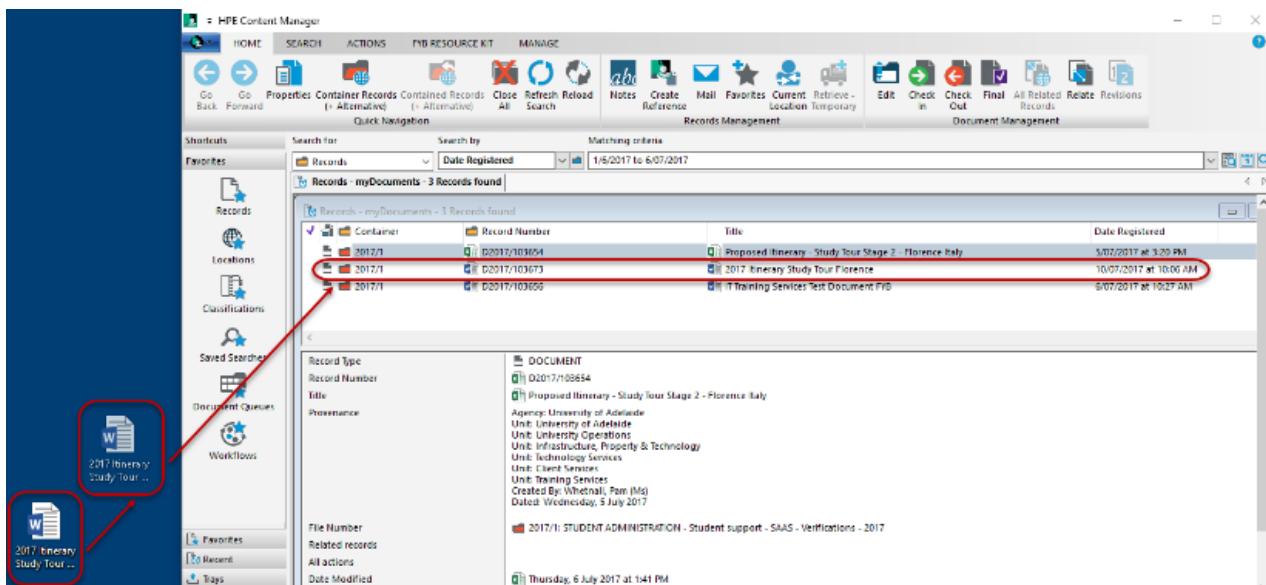 HPE Content Manager
HOME SEARCH ACTIONS FYB RESOURCE KIT MANAGE
Go Back
Go Forward
Properties
Container Records (+ Alternative)
Contained Records (+ Alternative)
Close All
Refresh Search
Reload
Notes
Create Reference
Mail
Favorites
Current Location
Retrieve - Temporary
Edit
Check In
Check Out
Final
All Related Records
Relate
Revisions
Quick Navigation Records Management Document Management
Shortcuts Search for Search by Matching criteria
Favorites Records Date Registered 1/6/2017 to 6/07/2017
Records - myDocuments - 3 Records found
Records
Locations
Classifications
Saved Searches
Document Queues
Workflows
Favorites
Recent
Trays
Records - myDocuments - 3 Records found
Container Record Number Title Date Registered
2017/1 D2017/103654 Proposed Itinerary - Study Tour Stage 2 - Florence Italy 5/07/2017 at 3:20 PM
2017/1 D2017/103673 2017 Itinerary Study Tour Florence 10/07/2017 at 10:06 AM
2017/1 D2017/103656 IT Training Services Test Document FYB 6/07/2017 at 10:27 AM
Record Type DOCUMENT
Record Number D2017/103654
Title Proposed Itinerary - Study Tour Stage 2 - Florence Italy
Provenance Agency: University of Adelaide
Unit: University of Adelaide
Unit: University Operations
Unit: Infrastructure, Property & Technology
Unit: Technology Services
Unit: Client Services
Unit: Training Services
Created By: Whetnall, Pam (Ms)
Dated: Wednesday, 5 July 2017
File Number 2017/1: STUDENT ADMINISTRATION - Student support - SAAS - Verifications - 2017
Related records
All actions
Date Modified Thursday, 6 July 2017 at 1:41 PM
2017 Itinerary
Study Tour ...
2017 Itinerary
Study Tour ...